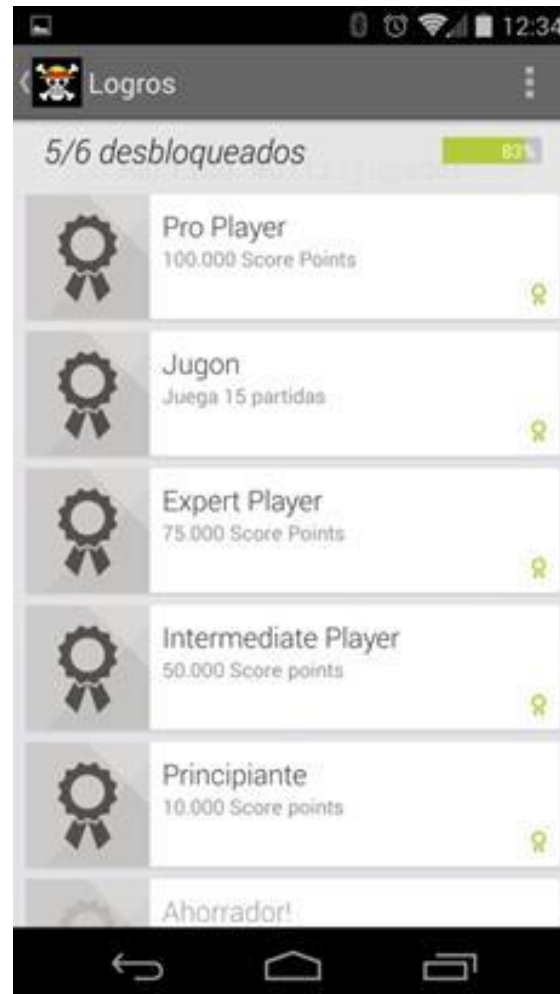 12:34
Logros
5/6 desbloqueados
83%
Pro Player
100.000 Score Points
Jugon
Juega 15 partidas
Expert Player
75.000 Score Points
Intermediate Player
50.000 Score points
Principiante
10.000 Score points
Ahorrador!